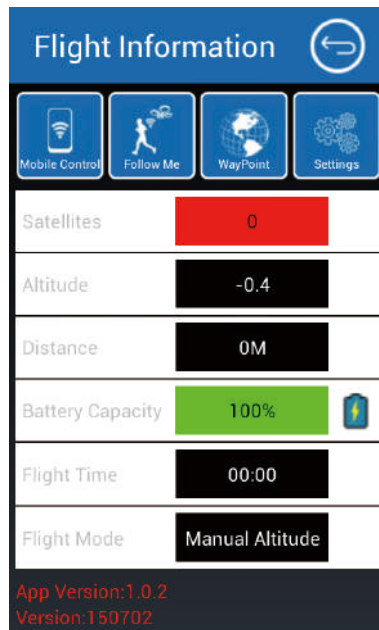 Flight Information
Mobile Control Follow Me WayPoint Settings
Satellites 0
Altitude -0.4
Distance 0M
Battery Capacity 100%
Flight Time 00:00
Flight Mode Manual Altitude
App Version:1.0.2
Version:150702